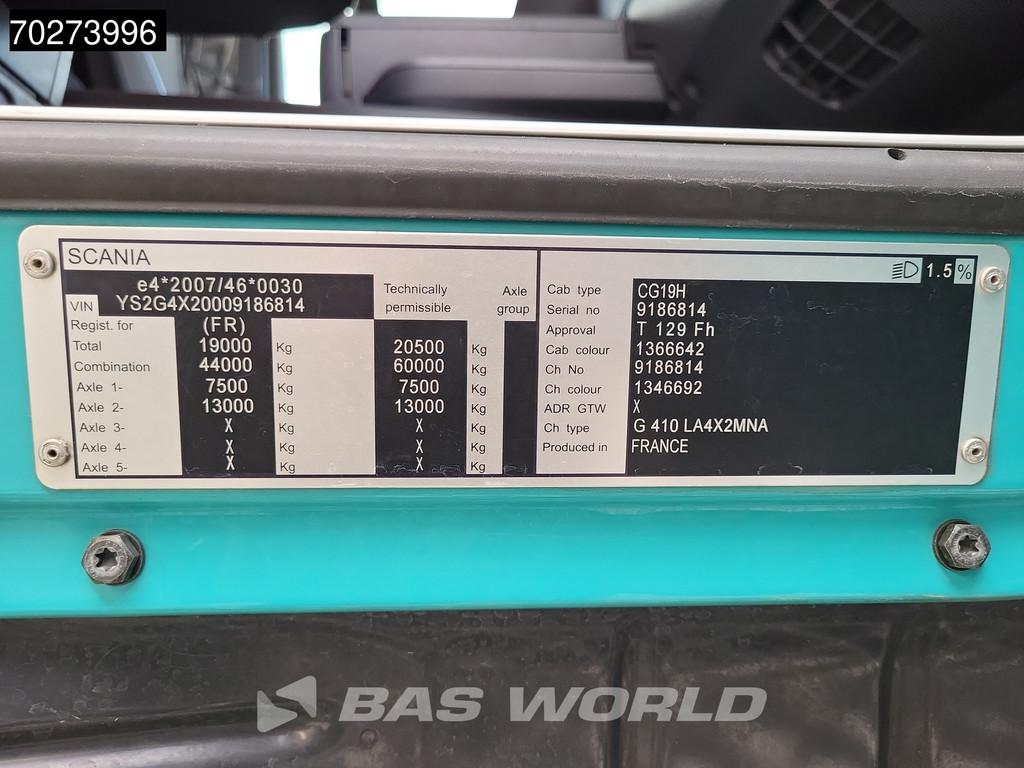 70273996
SCANIA
e4*2007/46*0030
VIN YS2G4X20009186814
Regist. for (FR) Technically permissible Axle group
Total 19000 Kg 20500 Kg
Combination 44000 Kg 60000 Kg
Axle 1- 7500 Kg 7500 Kg
Axle 2- 13000 Kg 13000 Kg
Axle 3- X Kg X Kg
Axle 4- X Kg X Kg
Axle 5- X Kg X Kg
1.5 %
Cab type CG19H
Serial no 9186814
Approval T 129 Fh
Cab colour 1366642
Ch No 9186814
Ch colour 1346692
ADR GTW X
Ch type G 410 LA4X2MNA
Produced in FRANCE
BAS WORLD